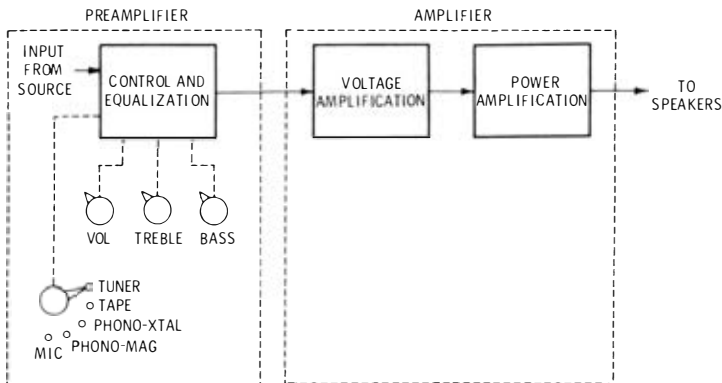 PREAMPLIFIER
AMPLIFIER
INPUT
FROM
SOURCE
CONTROL AND
EQUALIZATION
VOLTAGE
AMPLIFICATION
POWER
AMPLIFICATION
TO
SPEAKERS
VOL
TREBLE
BASS
TUNER
TAPE
PHONO-XTAL
PHONO-MAG
MIC